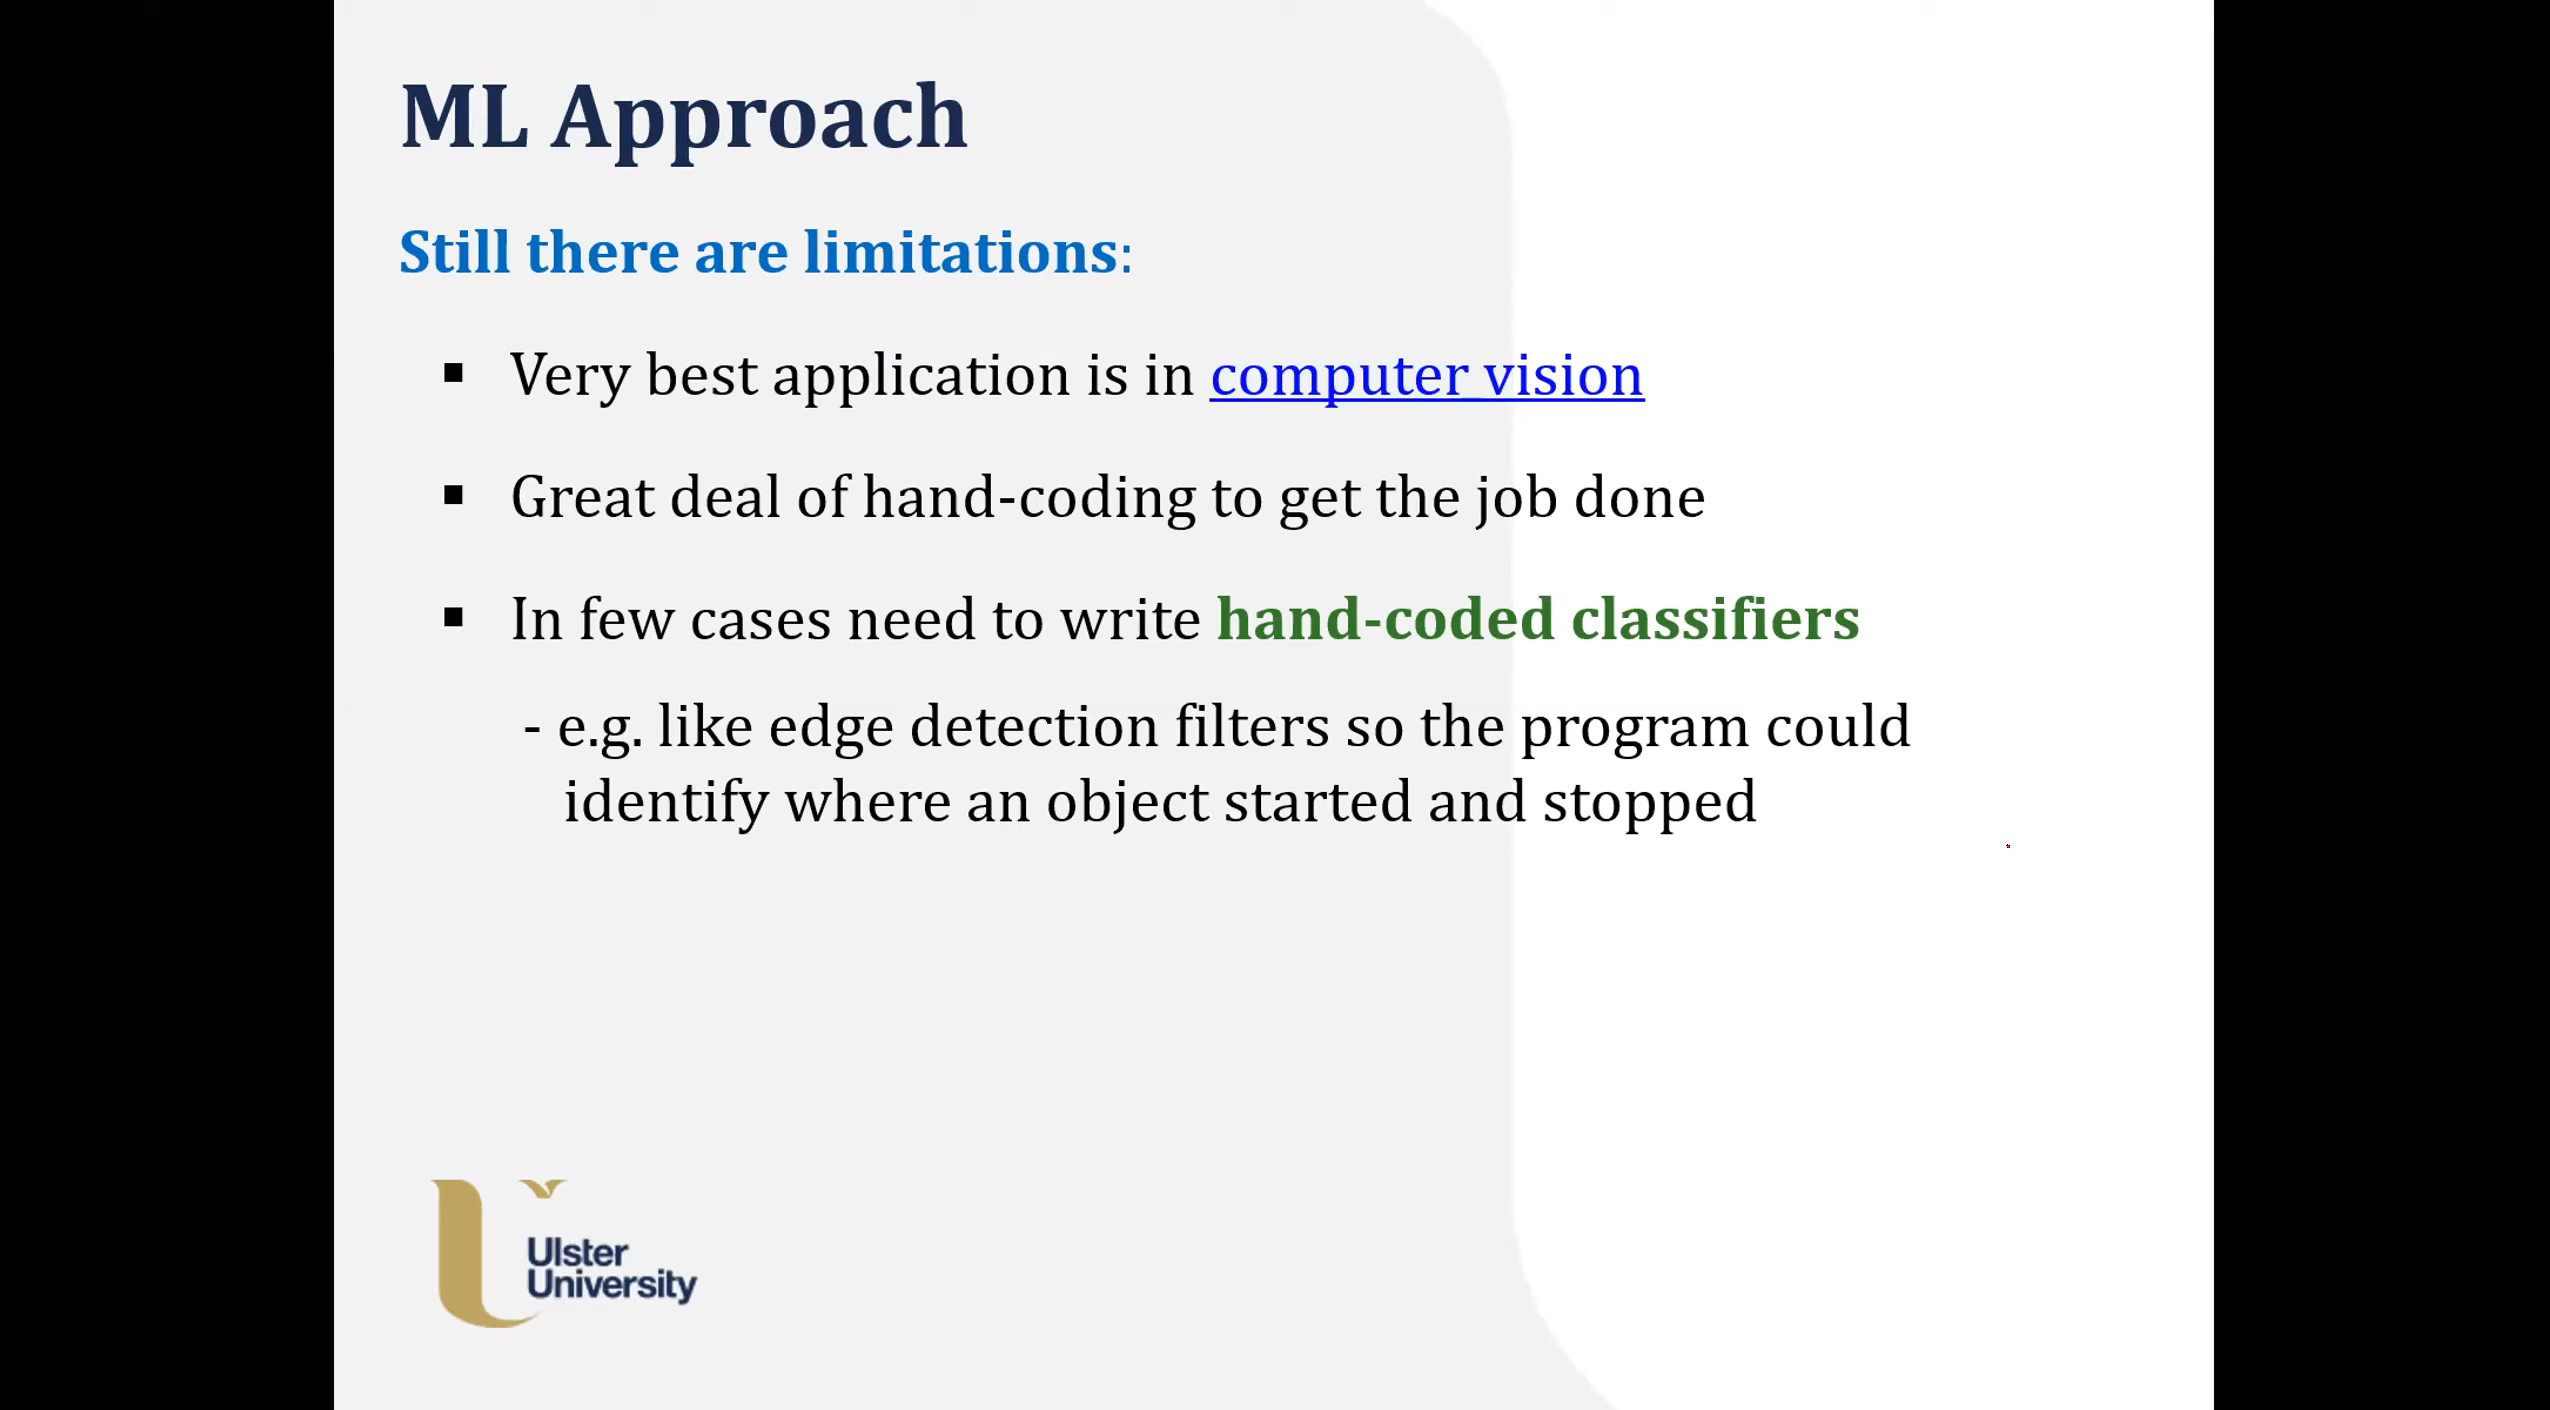 ML Approach
Still there are limitations:
▪ Very best application is in computer vision
▪ Great deal of hand-coding to get the job done
▪ In few cases need to write hand-coded classifiers
- e.g. like edge detection filters so the program could
identify where an object started and stopped
Ulster
University